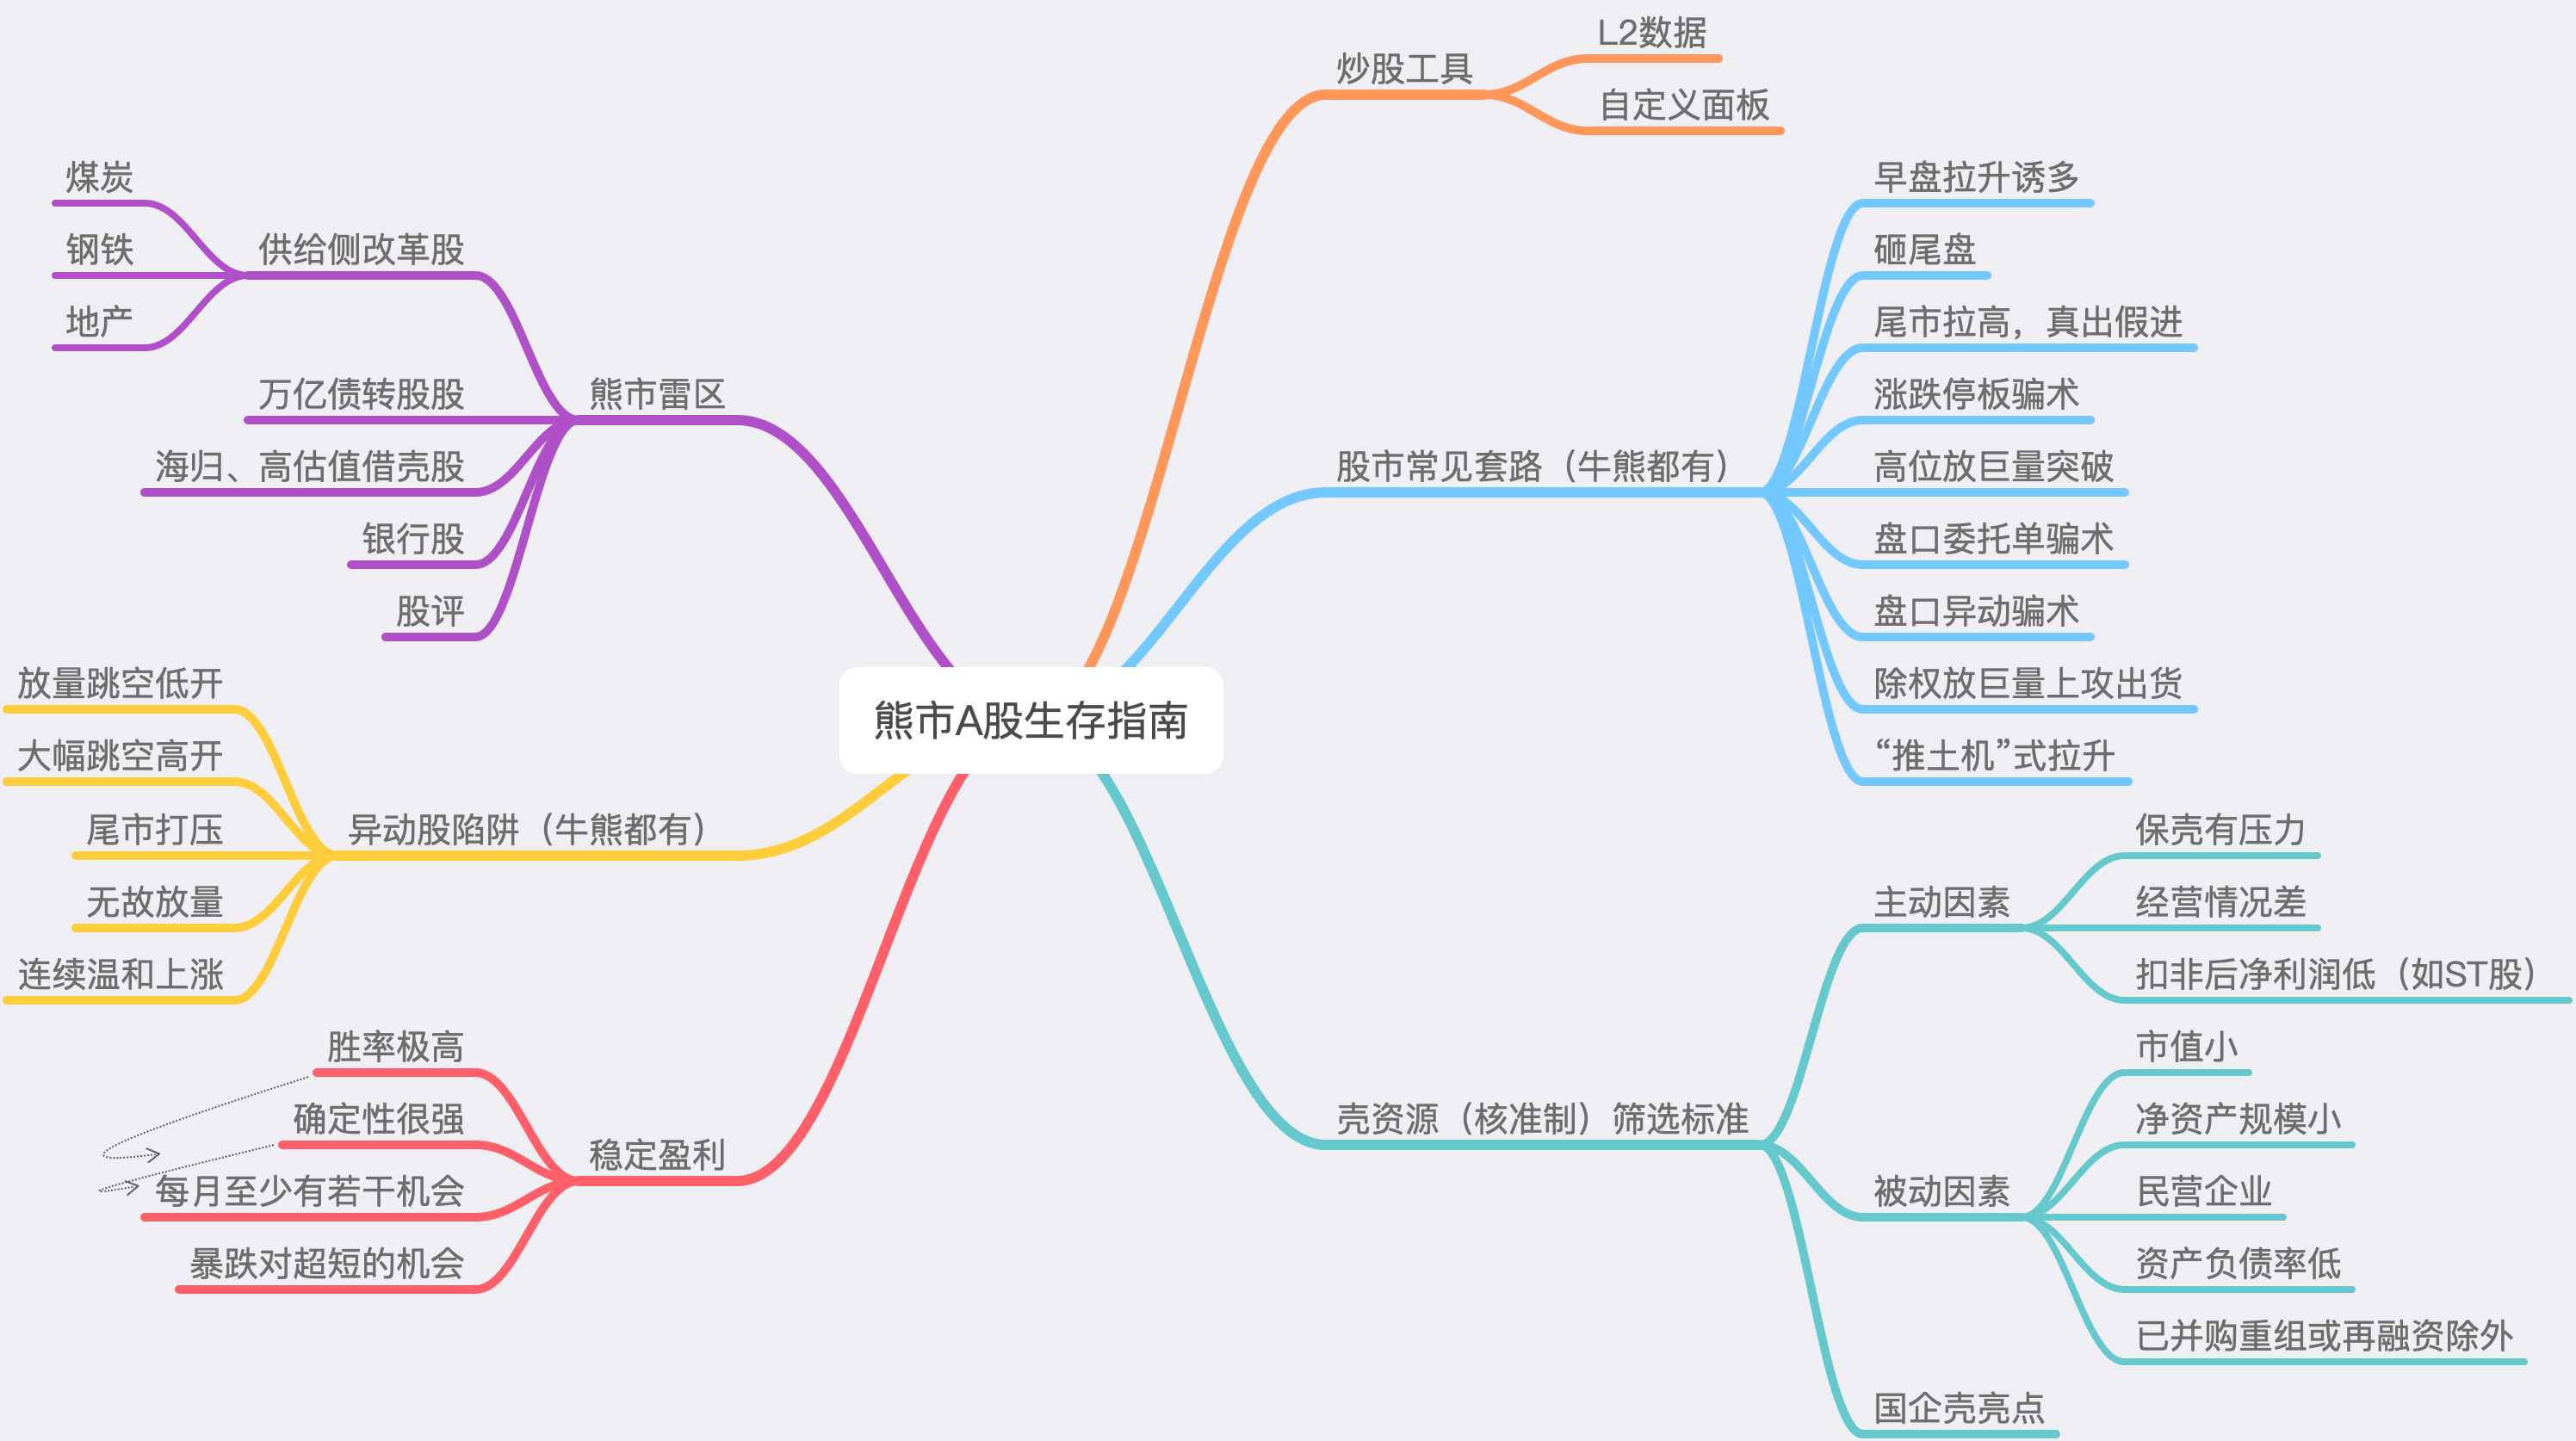 熊市A股生存指南
炒股工具
L2数据
自定义面板
股市常见套路（牛熊都有）
早盘拉升诱多
砸尾盘
尾市拉高，真出假进
涨跌停板骗术
高位放巨量突破
盘口委托单骗术
盘口异动骗术
除权放巨量上攻出货
“推土机”式拉升
壳资源（核准制）筛选标准
主动因素
保壳有压力
经营情况差
扣非后净利润低（如ST股）
被动因素
市值小
净资产规模小
民营企业
资产负债率低
已并购重组或再融资除外
国企壳亮点
熊市雷区
供给侧改革股
煤炭
钢铁
地产
万亿债转股股
海归、高估值借壳股
银行股
股评
异动股陷阱（牛熊都有）
放量跳空低开
大幅跳空高开
尾市打压
无故放量
连续温和上涨
稳定盈利
胜率极高
确定性很强
每月至少有若干机会
暴跌对超短的机会